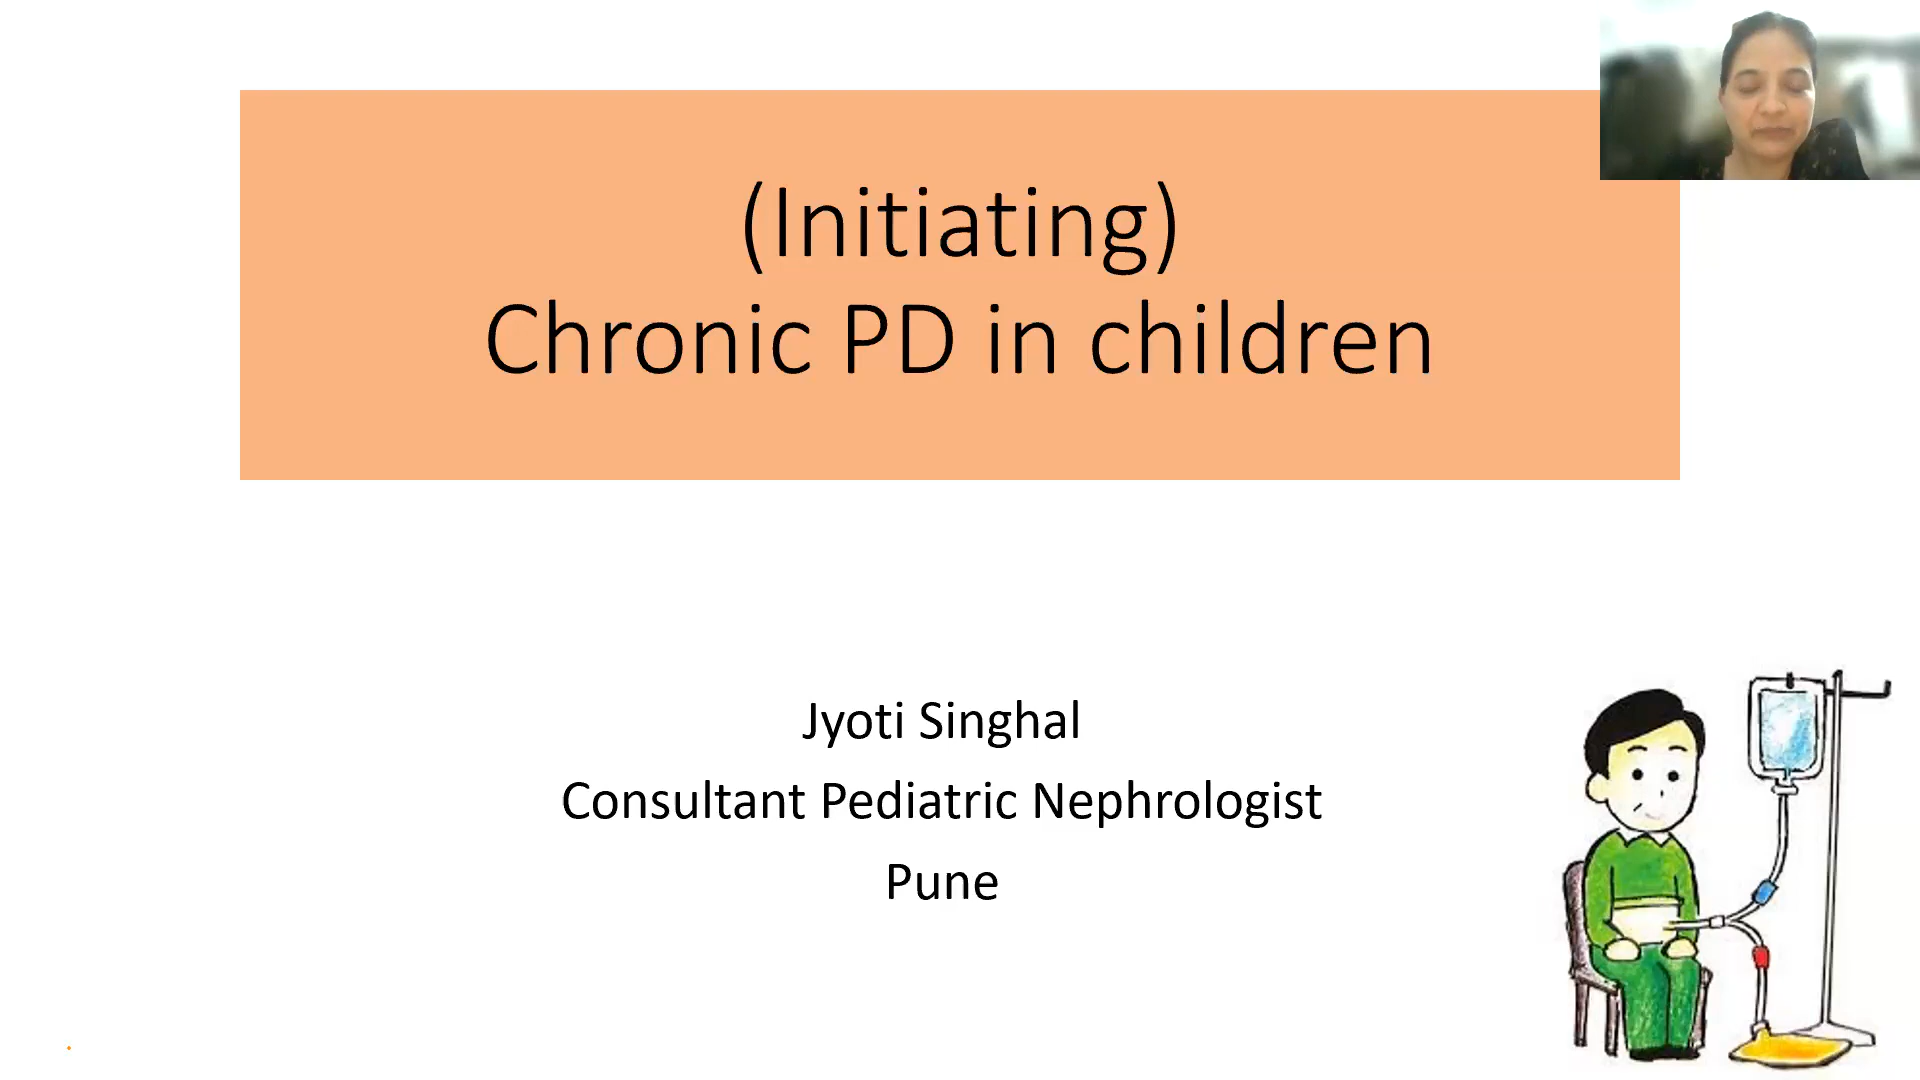 (Initiating)
Chronic PD in children
Jyoti Singhal
Consultant Pediatric Nephrologist
Pune